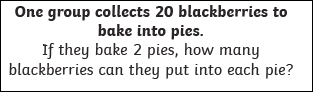 One group collects 20 blackberries to
bake into pies.
If they bake 2 pies, how many
blackberries can they put into each pie?